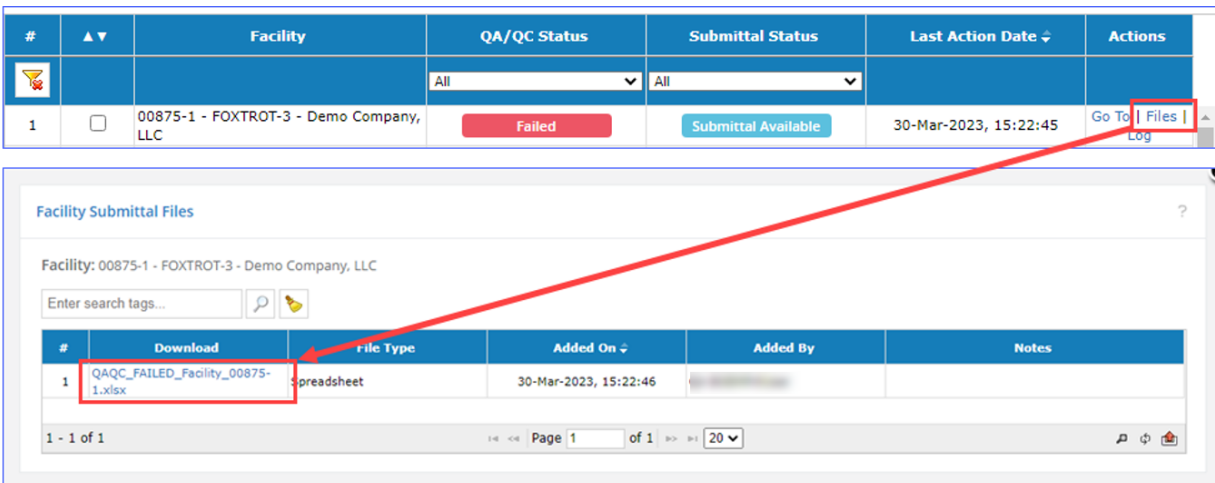 # ▲▼ Facility QA/QC Status Submittal Status Last Action Date Actions
All All
1 00875-1 - FOXTROT-3 - Demo Company, LLC Failed Submittal Available 30-Mar-2023, 15:22:45 Go To | Files | Log
Facility Submittal Files ?
Facility: 00875-1 - FOXTROT-3 - Demo Company, LLC
Enter search tags...
# Download File Type Added On Added By Notes
1 QAQC_FAILED_Facility_00875-1.xlsx Spreadsheet 30-Mar-2023, 15:22:46
1 - 1 of 1 Page 1 of 1 20